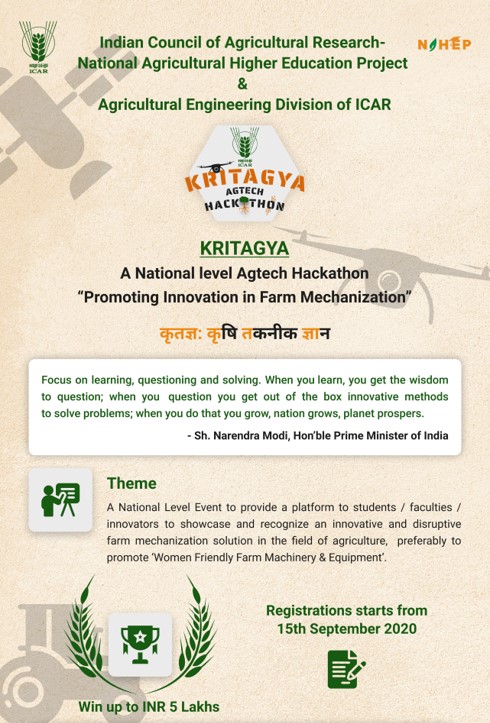 Indian Council of Agricultural Research-
National Agricultural Higher Education Project
&
Agricultural Engineering Division of ICAR
ICAR
NAHEP
ICAR
KRITAGYA
AGTECH
HACKATHON
KRITAGYA
A National level Agtech Hackathon
“Promoting Innovation in Farm Mechanization”
कृतज्ञ: कृषि तकनीक ज्ञान
Focus on learning, questioning and solving. When you learn, you get the wisdom
to question; when you question you get out of the box innovative methods
to solve problems; when you do that you grow, nation grows, planet prospers.
- Sh. Narendra Modi, Hon’ble Prime Minister of India
Theme
A National Level Event to provide a platform to students / faculties /
innovators to showcase and recognize an innovative and disruptive
farm mechanization solution in the field of agriculture, preferably to
promote ‘Women Friendly Farm Machinery & Equipment’.
Registrations starts from
15th September 2020
Win up to INR 5 Lakhs